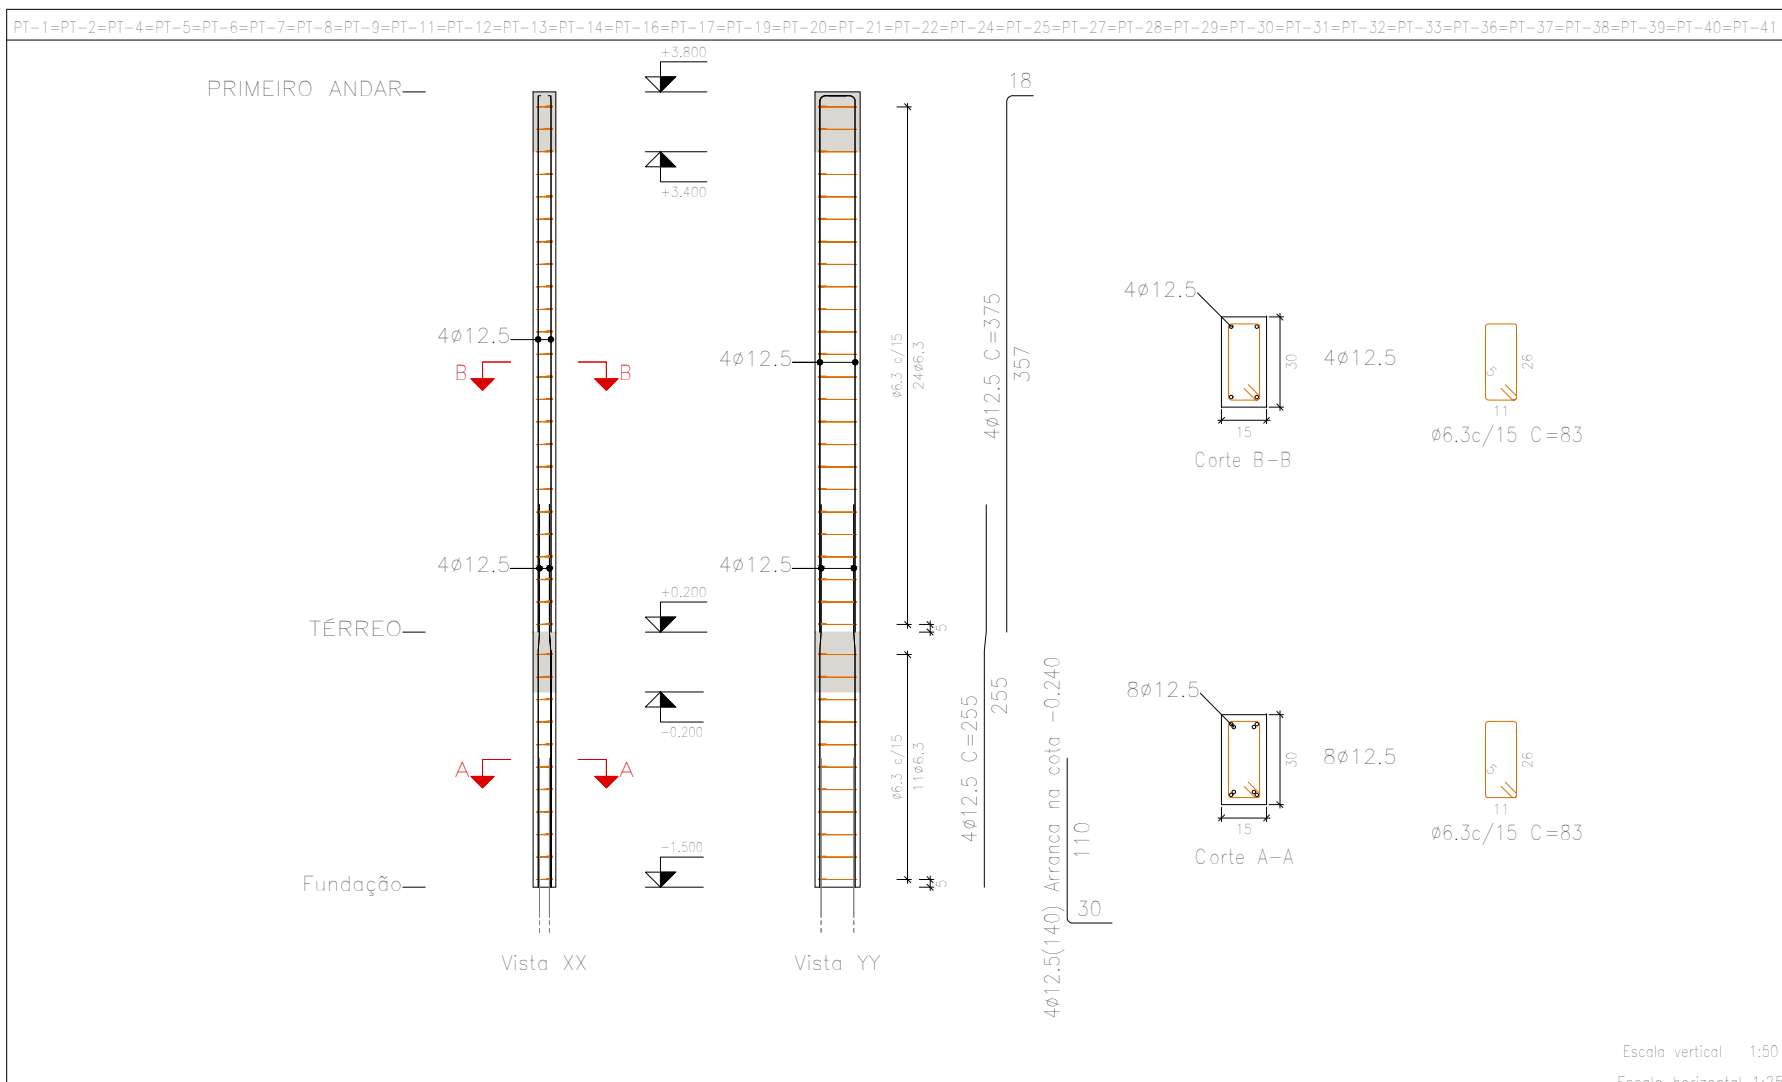 PT-1=PT-2=PT-4=PT-5=PT-6=PT-7=PT-8=PT-9=PT-11=PT-12=PT-13=PT-14=PT-16=PT-17=PT-19=PT-20=PT-21=PT-22=PT-24=PT-25=PT-27=PT-28=PT-29=PT-30=PT-31=PT-32=PT-33=PT-36=PT-37=PT-38=PT-39=PT-40=PT-41
PRIMEIRO ANDAR
+3.800
+3.400
4ø12.5
B
B
4ø12.5
TÉRREO
+0.200
-0.200
A
A
-1.500
Fundação
Vista XX
4ø12.5
4ø12.5
Vista YY
ø6.3 c/15
24ø6.3
5
ø6.3 c/15
11ø6.3
5
18
4ø12.5 C=375
357
4ø12.5 C=255
255
4ø12.5(140) Arranca na cota -0.240
110
30
4ø12.5
30
15
4ø12.5
Corte B-B
5
26
11
ø6.3c/15 C=83
8ø12.5
30
15
8ø12.5
Corte A-A
5
26
11
ø6.3c/15 C=83
Escala vertical 1:50
Escala horizontal 1:25